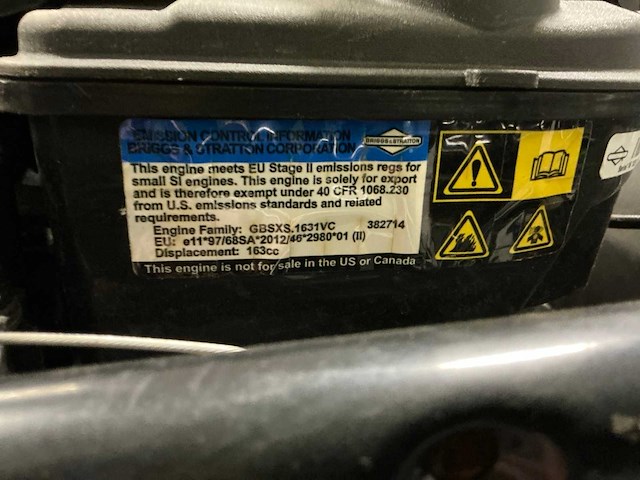 EMISSION CONTROL INFORMATION
BRIGGS & STRATTON CORPORATION
BRIGGS & STRATTON
This engine meets EU Stage II emissions regs for
small SI engines. This engine is solely for export
and is therefore exempt under 40 CFR 1068.230
from U.S. emissions standards and related
requirements.
Engine Family: GBSXS.1631VC 382714
EU: e11*97/68SA*2012/46*2980*01 (II)
Displacement: 163cc
This engine is not for sale in the US or Canada